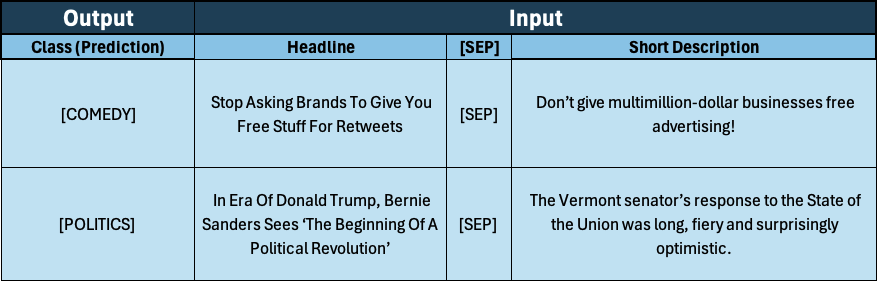 Output Input
Class (Prediction) Headline [SEP] Short Description
[COMEDY]
Stop Asking Brands To Give You
Free Stuff For Retweets
[SEP]
Don’t give multimillion-dollar businesses free
advertising!
[POLITICS]
In Era Of Donald Trump, Bernie
Sanders Sees ‘The Beginning Of A
Political Revolution’
[SEP]
The Vermont senator’s response to the State of
the Union was long, fiery and surprisingly
optimistic.